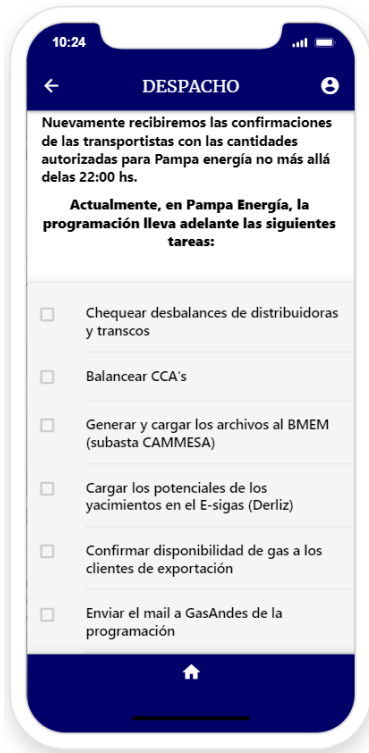 10:24
DESPACHO
Nuevamente recibiremos las confirmaciones
de las transportistas con las cantidades
autorizadas para Pampa energía no más allá
delas 22:00 hs.
Actualmente, en Pampa Energía, la
programación lleva adelante las siguientes
tareas:
Chequear desbalances de distribuidoras
y transcos
Balancear CCA's
Generar y cargar los archivos al BMEM
(subasta CAMMESA)
Cargar los potenciales de los
yacimientos en el E-sigas (Derliz)
Confirmar disponibilidad de gas a los
clientes de exportación
Enviar el mail a GasAndes de la
programación